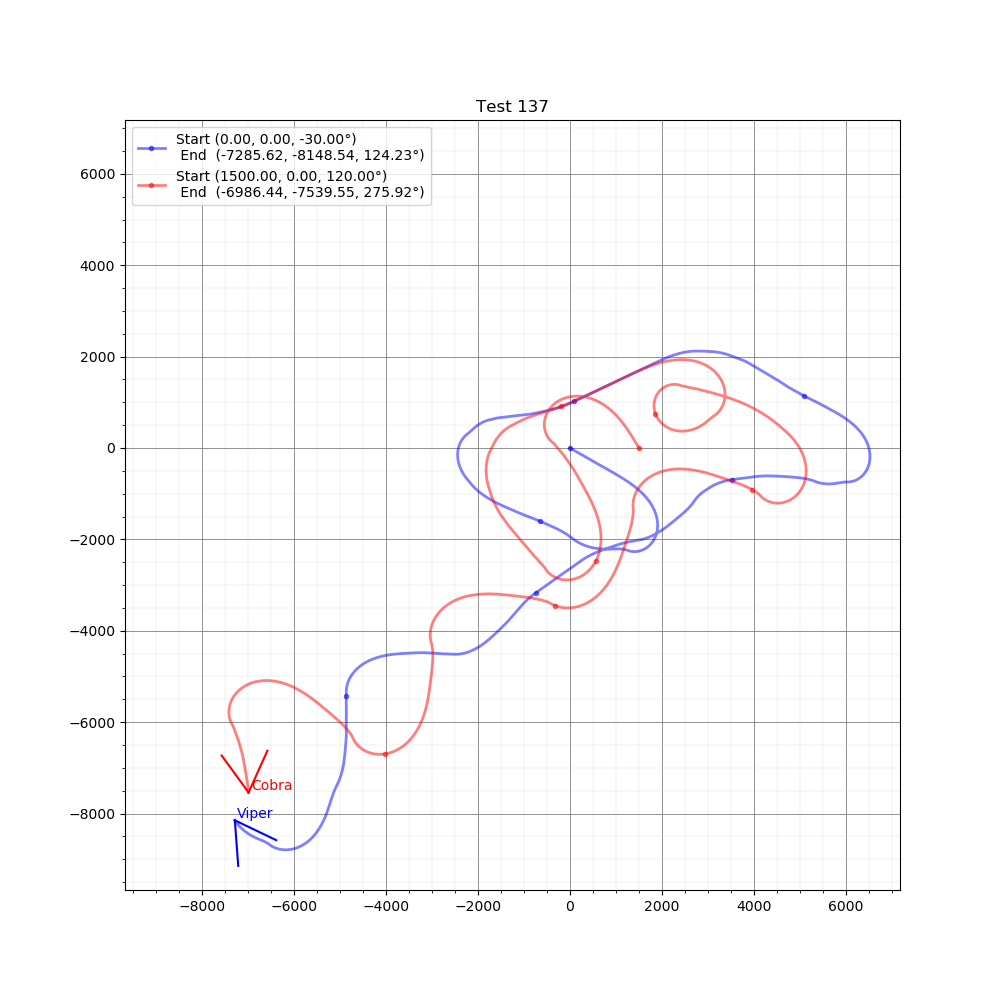 Test 137
Start (0.00, 0.00, -30.00°)
End (-7285.62, -8148.54, 124.23°)
Start (1500.00, 0.00, 120.00°)
End (-6986.44, -7539.55, 275.92°)
6000
4000
2000
0
−2000
−4000
−6000
−8000
Cobra
Viper
−8000 −6000 −4000 −2000 0 2000 4000 6000